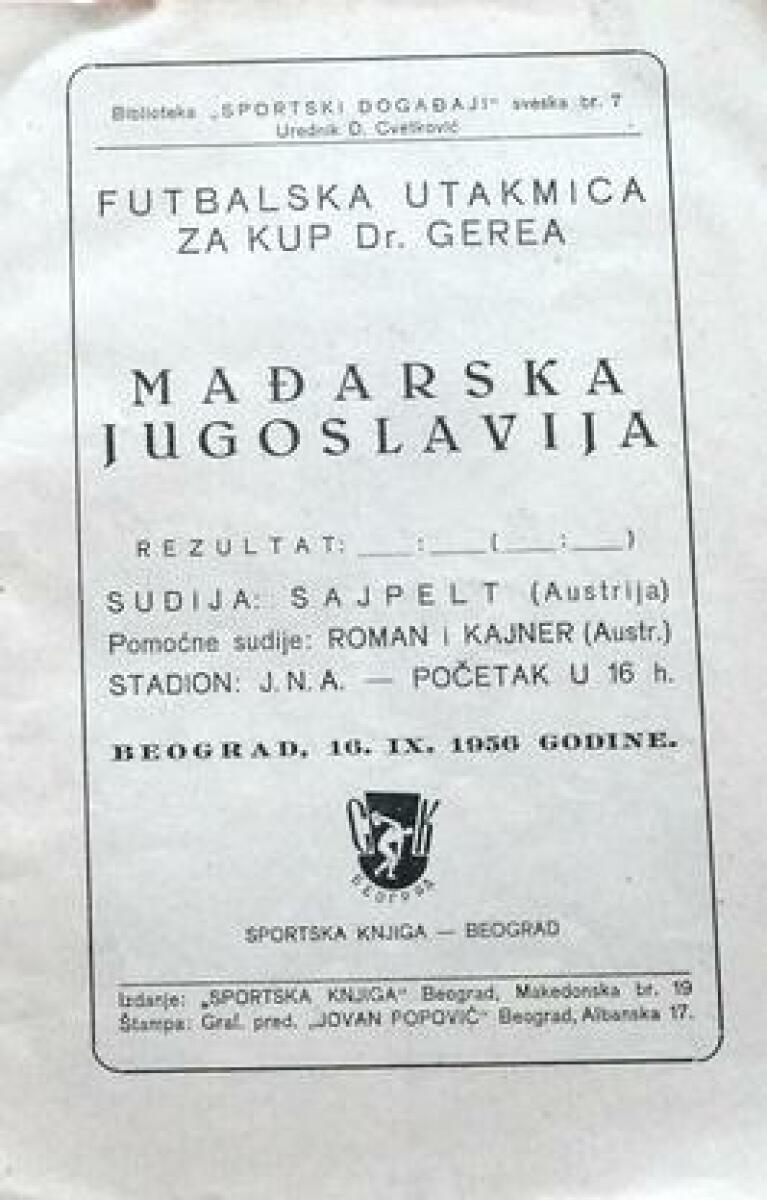 Biblioteka „SPORTSKI DOGAĐAJI" sveska br. 7
Urednik D. Cvetković
FUTBALSKA UTAKMICA
ZA KUP Dr. GEREA
MAĐARSKA
JUGOSLAVIJA
REZULTAT: ___:___(___:___)
SUDIJA: SAJPELT (Austrija)
Pomoćne sudije: ROMAN i KAJNER (Austr.)
STADION: J.N.A. — POČETAK U 16 h.
BEOGRAD, 16. IX. 1956 GODINE.
S K
BEOGRAD
SPORTSKA KNJIGA — BEOGRAD
Izdanje: „SPORTSKA KNJIGA" Beograd, Makedonska br. 19
Štampa: Graf. pred. „JOVAN POPOVIĆ" Beograd, Albanska 17.